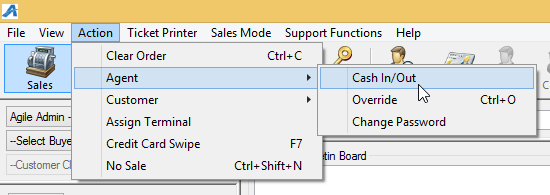 File View Action Ticket Printer Sales Mode Support Functions Help
Sales
Clear Order Ctrl+C
Agent
Cash In/Out
Customer
Override Ctrl+O
Assign Terminal
Change Password
Credit Card Swipe F7
No Sale Ctrl+Shift+N
Agile Admin -
--Select Buye
--Customer Cl
tin Board